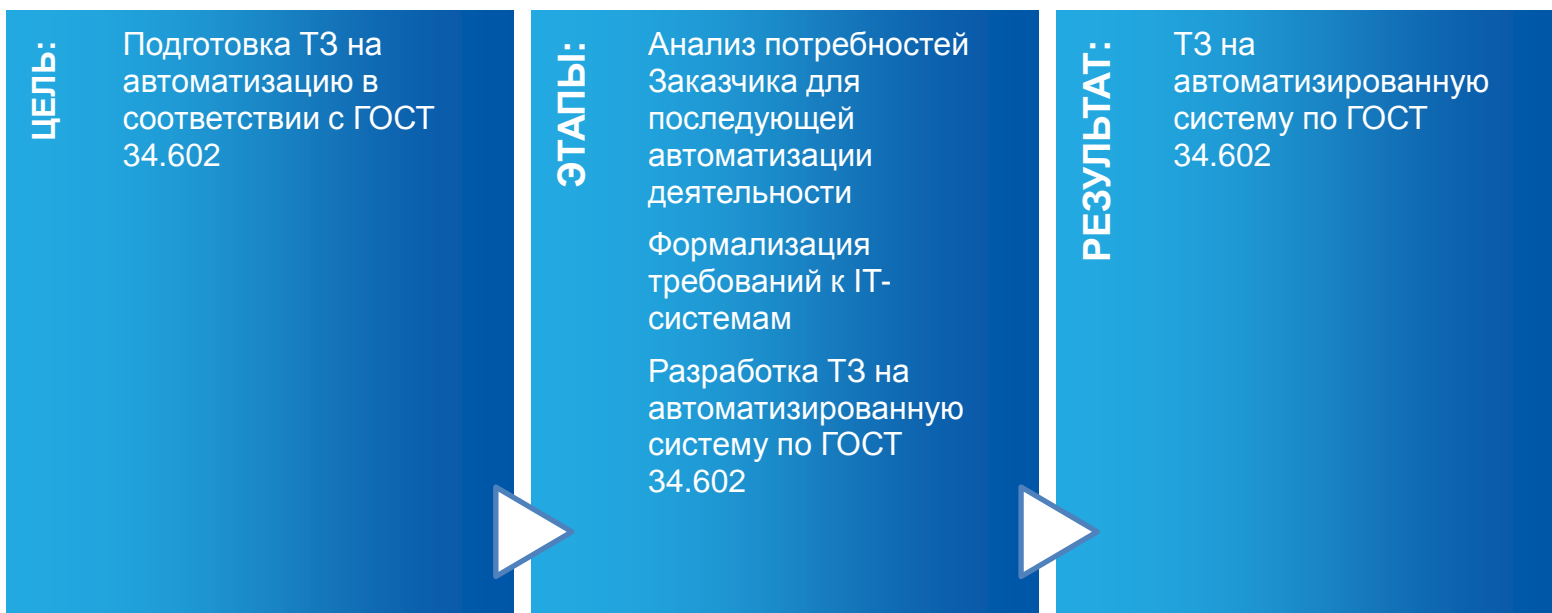 ЦЕЛЬ:
Подготовка ТЗ на
автоматизацию в
соответствии с ГОСТ
34.602
ЭТАПЫ:
Анализ потребностей
Заказчика для
последующей
автоматизации
деятельности
Формализация
требований к IT-
системам
Разработка ТЗ на
автоматизированную
систему по ГОСТ
34.602
РЕЗУЛЬТАТ:
ТЗ на
автоматизированную
систему по ГОСТ
34.602